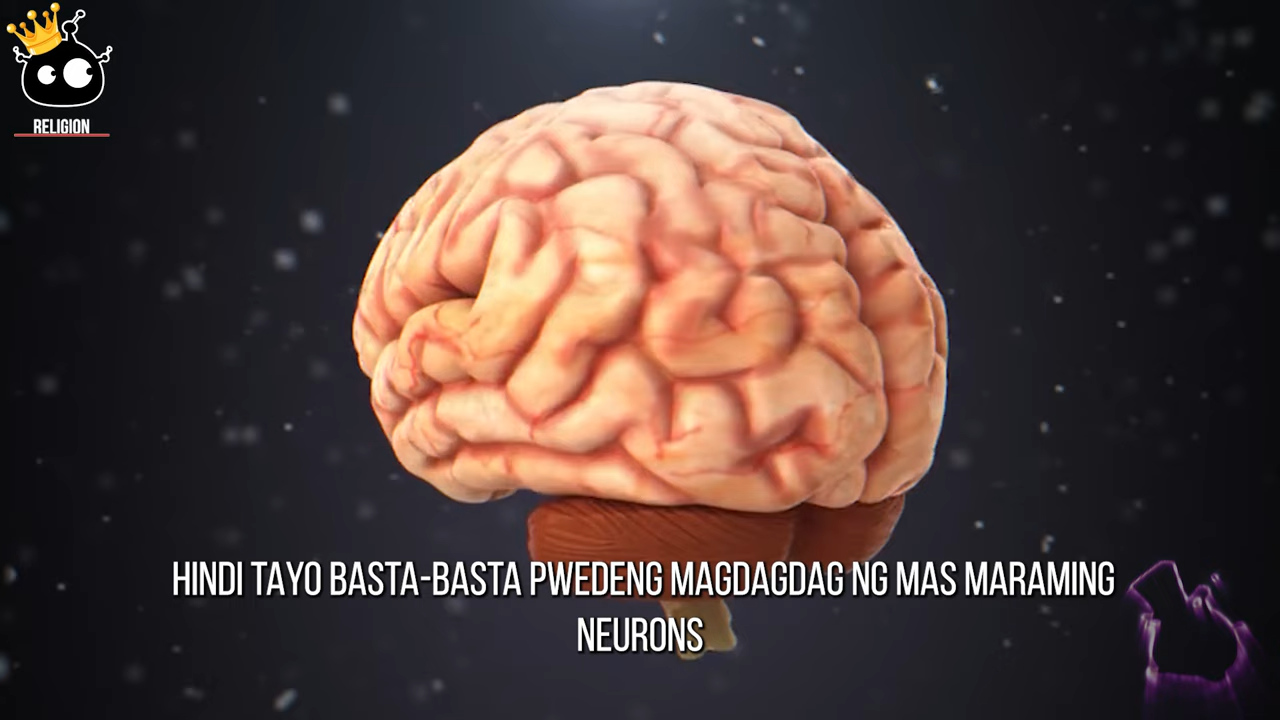 RELIGION
HINDI TAYO BASTA-BASTA PWEDENG MAGDAGDAG NG MAS MARAMING
NEURONS